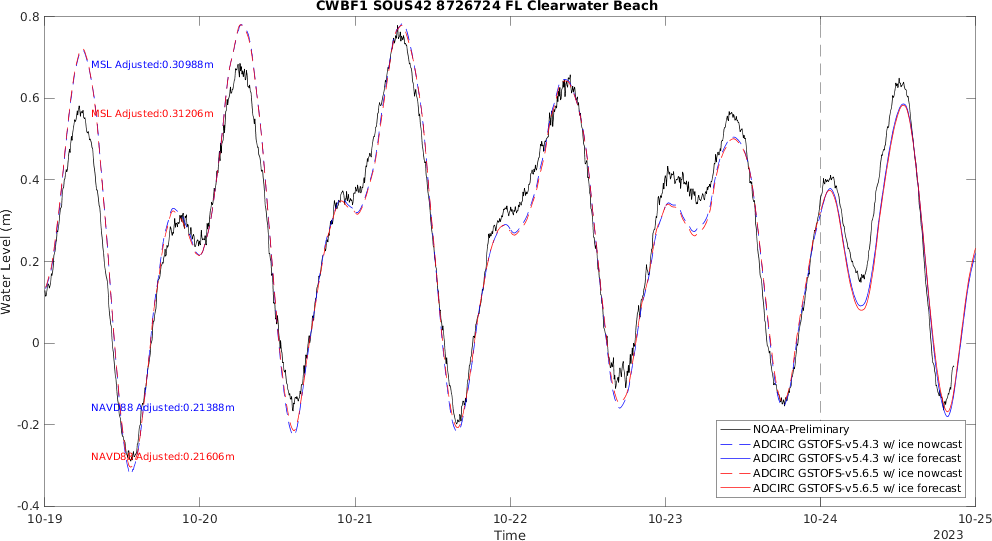 CWBF1 SOUS42 8726724 FL Clearwater Beach
0.8
0.6
0.4
0.2
0
-0.2
-0.4
Water Level (m)
MSL Adjusted:0.30988m
MSL Adjusted:0.31206m
NAVD88 Adjusted:0.21388m
NAVD88 Adjusted:0.21606m
NOAA-Preliminary
ADCIRC GSTOFS-v5.4.3 w/ ice nowcast
ADCIRC GSTOFS-v5.4.3 w/ ice forecast
ADCIRC GSTOFS-v5.6.5 w/ ice nowcast
ADCIRC GSTOFS-v5.6.5 w/ ice forecast
10-19 10-20 10-21 10-22 10-23 10-24 10-25
Time
2023